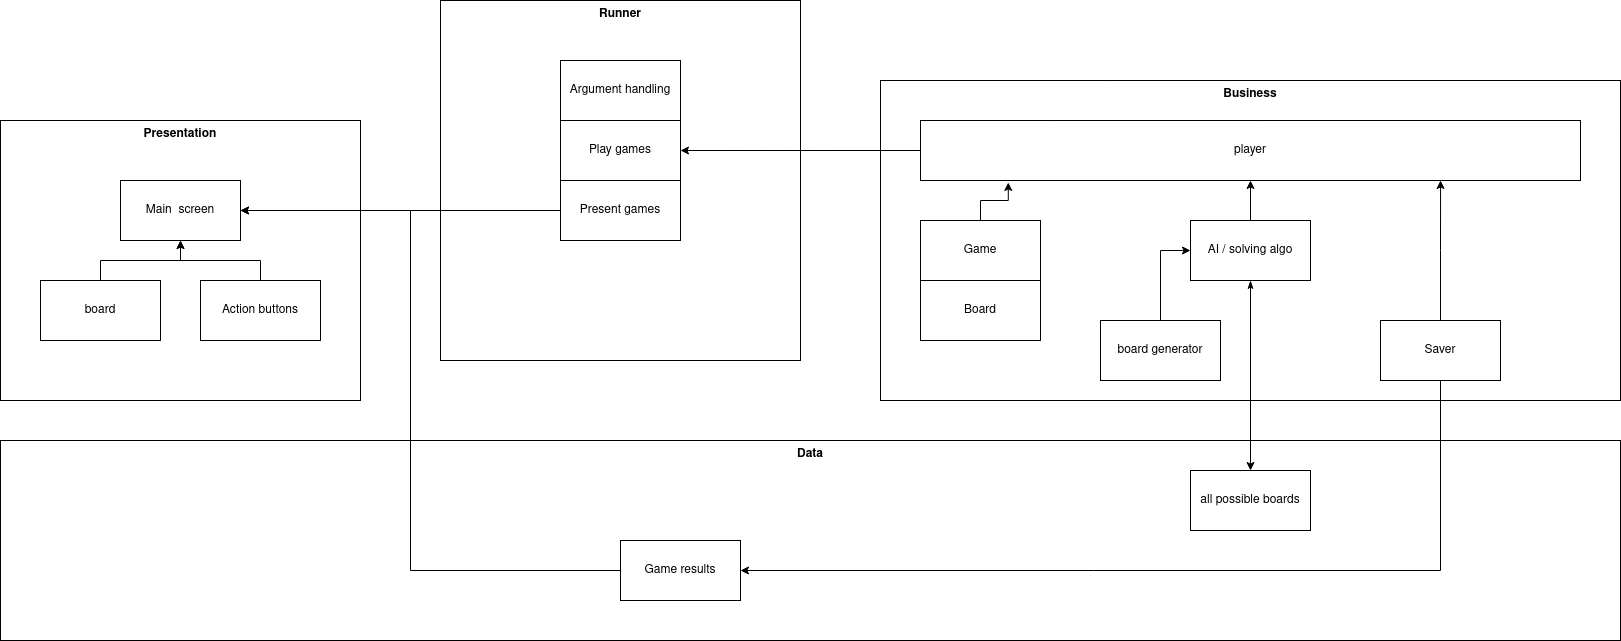 Runner
Argument handling
Play games
Present games
Business
player
Game
Board
AI / solving algo
board generator
Saver
Presentation
Main screen
board
Action buttons
Data
all possible boards
Game results